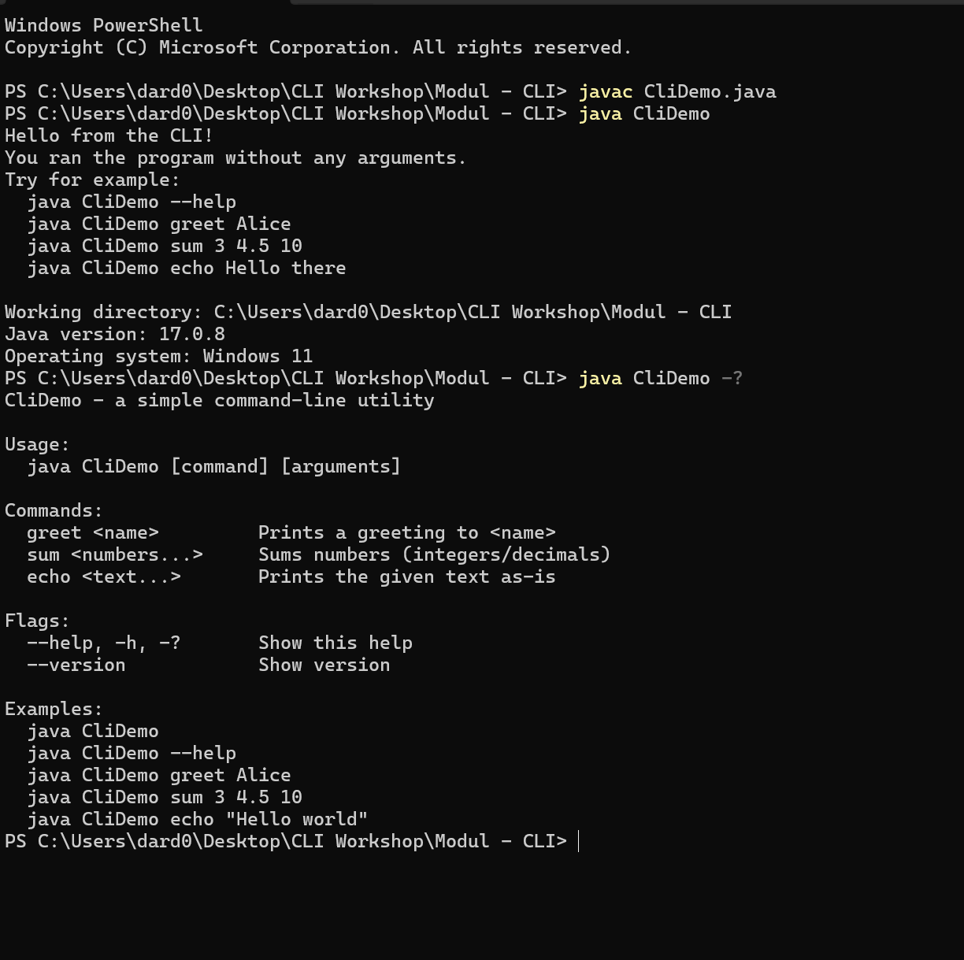 Windows PowerShell
Copyright (C) Microsoft Corporation. All rights reserved.

PS C:\Users\dard0\Desktop\CLI Workshop\Modul - CLI> javac CliDemo.java
PS C:\Users\dard0\Desktop\CLI Workshop\Modul - CLI> java CliDemo
Hello from the CLI!
You ran the program without any arguments.
Try for example:
  java CliDemo --help
  java CliDemo greet Alice
  java CliDemo sum 3 4.5 10
  java CliDemo echo Hello there

Working directory: C:\Users\dard0\Desktop\CLI Workshop\Modul - CLI
Java version: 17.0.8
Operating system: Windows 11
PS C:\Users\dard0\Desktop\CLI Workshop\Modul - CLI> java CliDemo -?
CliDemo - a simple command-line utility

Usage:
  java CliDemo [command] [arguments]

Commands:
  greet <name>         Prints a greeting to <name>
  sum <numbers...>     Sums numbers (integers/decimals)
  echo <text...>       Prints the given text as-is

Flags:
  --help, -h, -?       Show this help
  --version            Show version

Examples:
  java CliDemo
  java CliDemo --help
  java CliDemo greet Alice
  java CliDemo sum 3 4.5 10
  java CliDemo echo "Hello world"
PS C:\Users\dard0\Desktop\CLI Workshop\Modul - CLI>